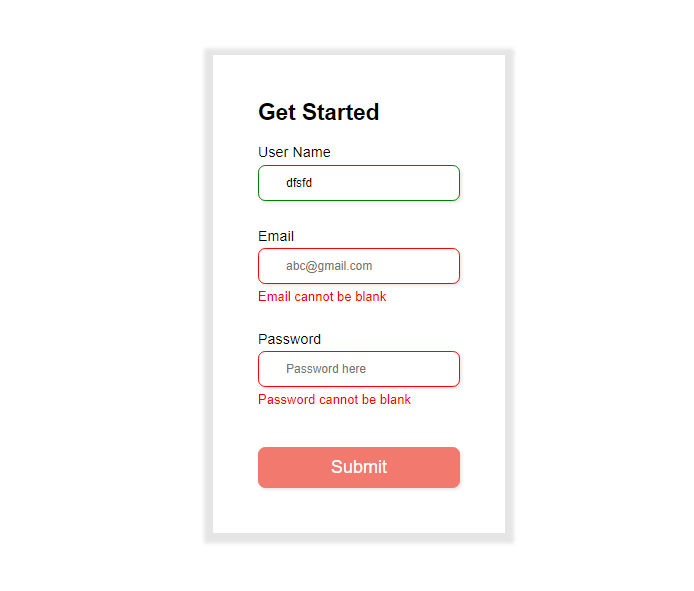 Get Started
User Name
dfsfd
Email
abc@gmail.com
Email cannot be blank
Password
Password here
Password cannot be blank
Submit